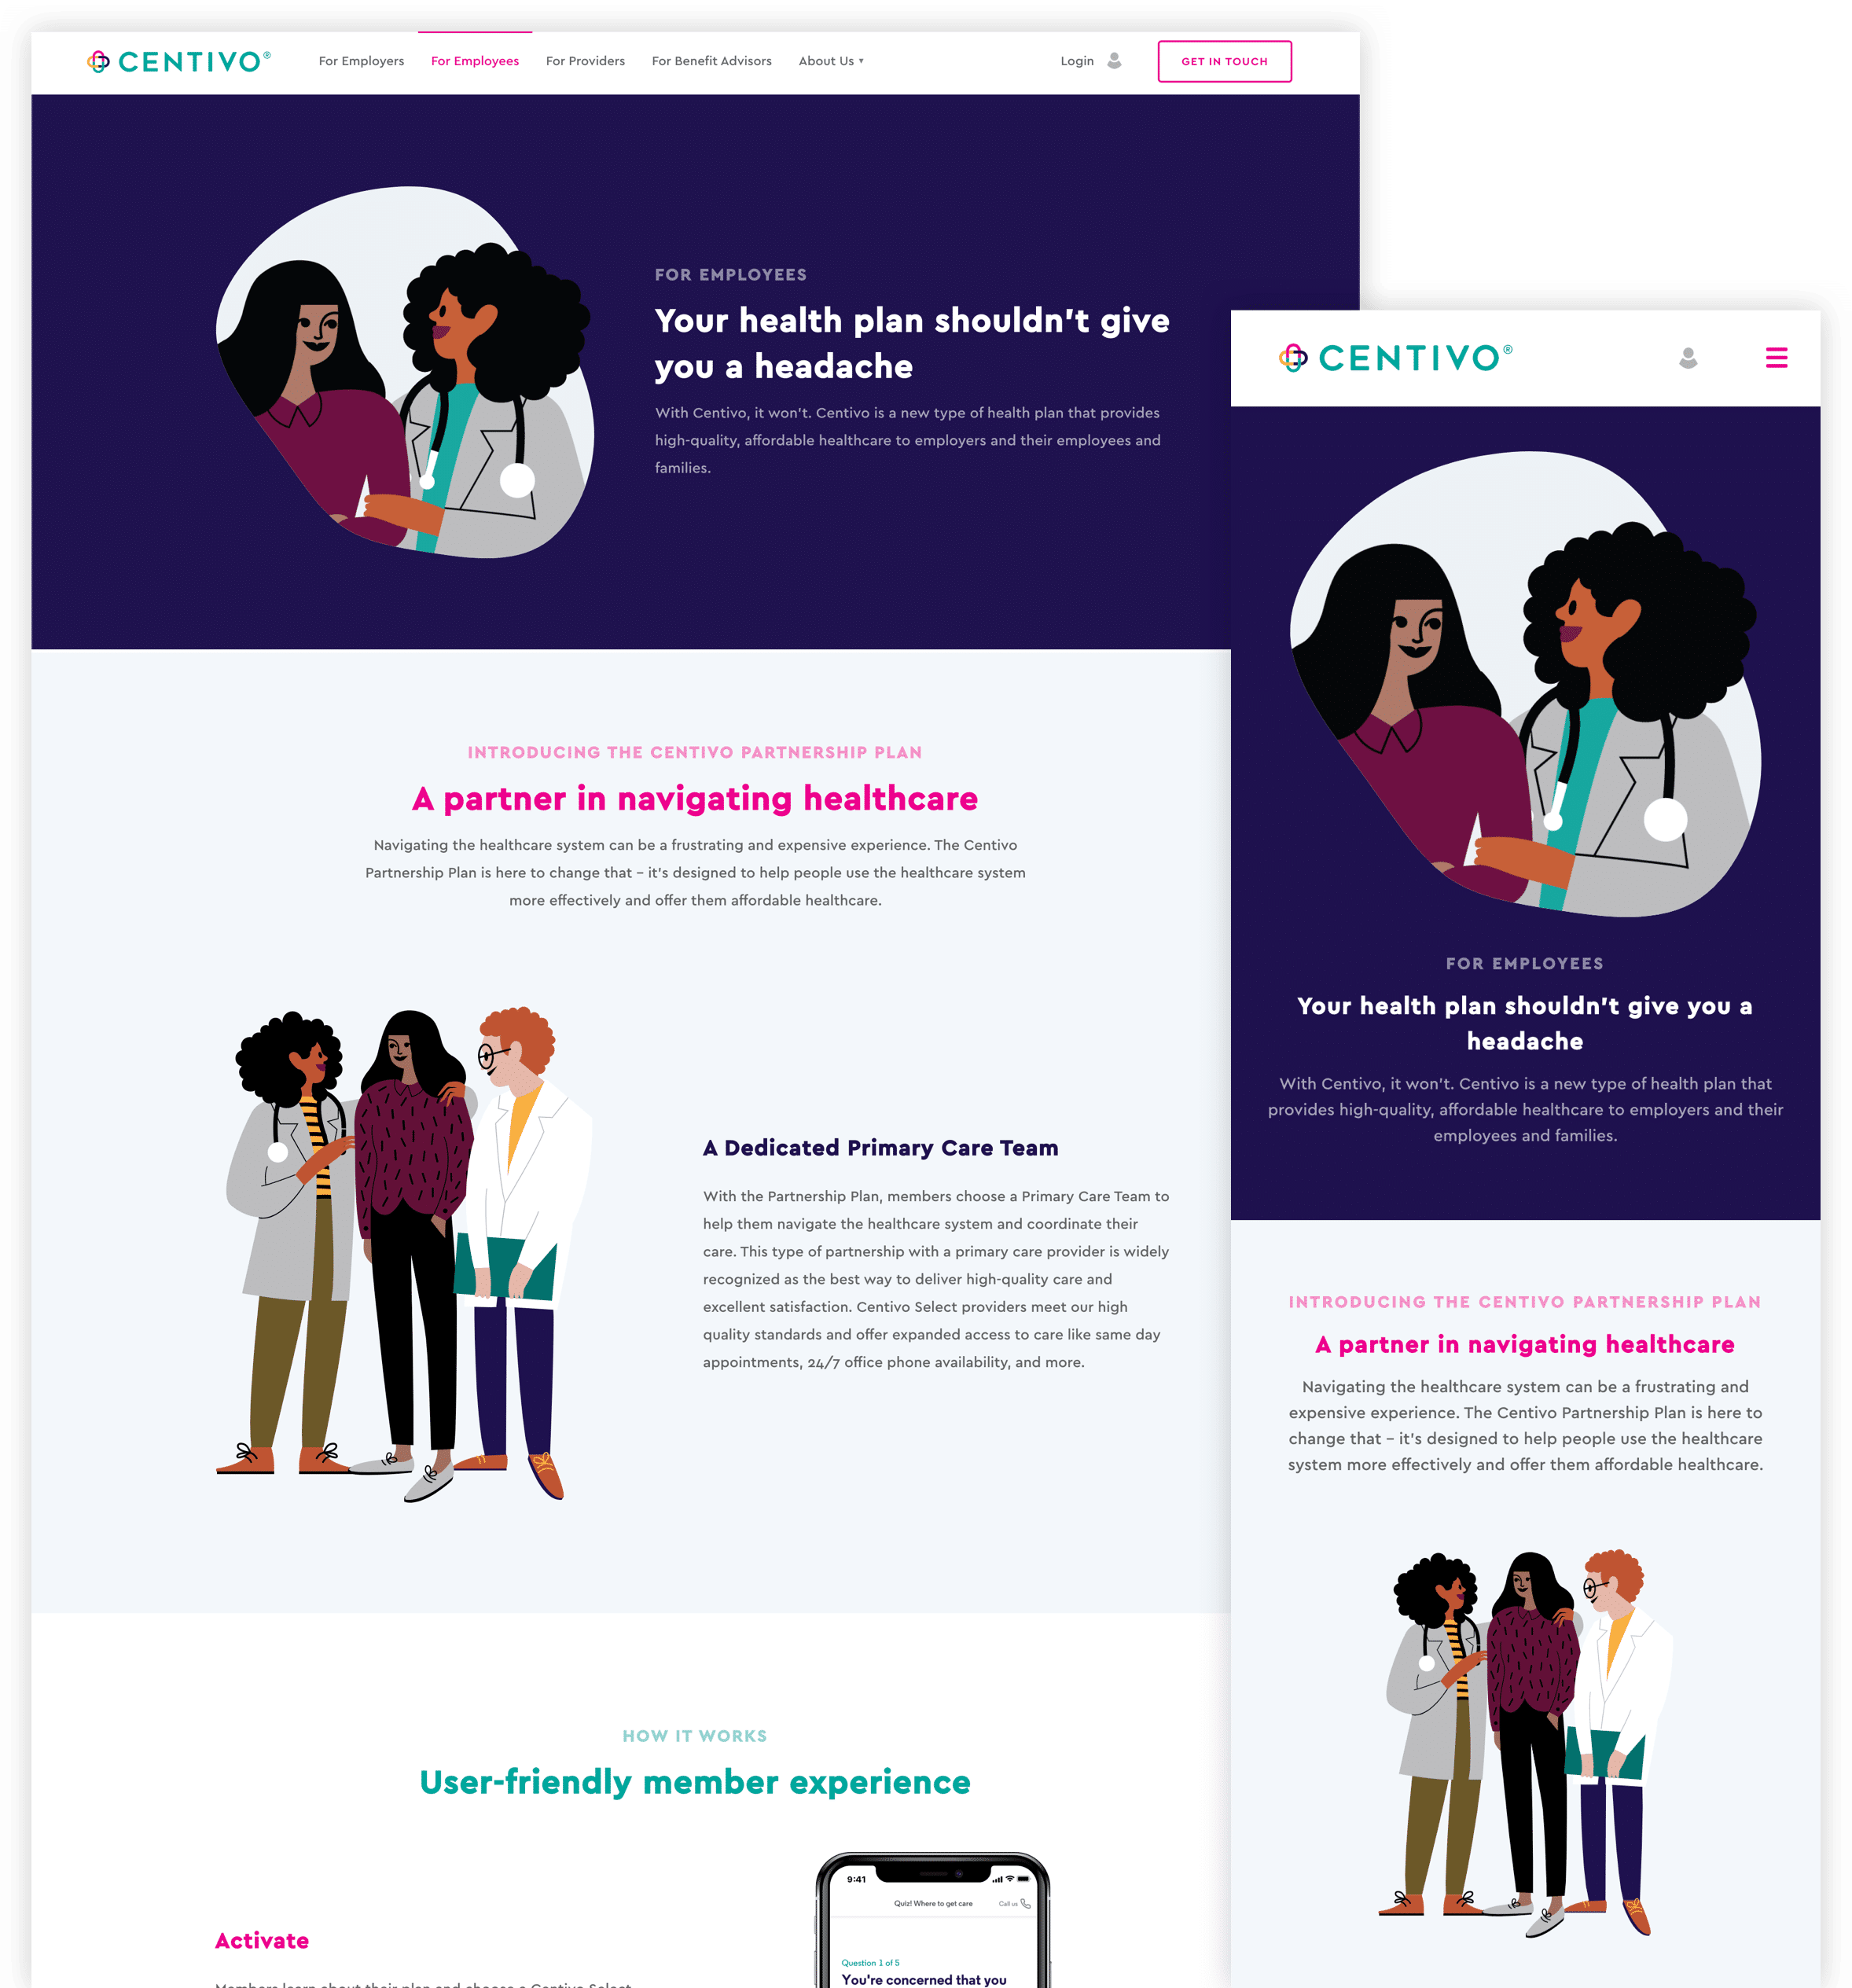 CENTIVO®
For Employers
For Employees
For Providers
For Benefit Advisors
About Us ▾
Login
GET IN TOUCH
FOR EMPLOYEES
Your health plan shouldn't give
you a headache
With Centivo, it won't. Centivo is a new type of health plan that provides
high-quality, affordable healthcare to employers and their employees and
families.
INTRODUCING THE CENTIVO PARTNERSHIP PLAN
A partner in navigating healthcare
Navigating the healthcare system can be a frustrating and expensive experience. The Centivo
Partnership Plan is here to change that – it's designed to help people use the healthcare system
more effectively and offer them affordable healthcare.
A Dedicated Primary Care Team
With the Partnership Plan, members choose a Primary Care Team to
help them navigate the healthcare system and coordinate their
care. This type of partnership with a primary care provider is widely
recognized as the best way to deliver high-quality care and
excellent satisfaction. Centivo Select providers meet our high
quality standards and offer expanded access to care like same day
appointments, 24/7 office phone availability, and more.
HOW IT WORKS
User-friendly member experience
Activate
Members learn about their plan and choose a Centivo Select
9:41
Quiz! Where to get care
Call us
Question 1 of 5
You're concerned that you
CENTIVO®
FOR EMPLOYEES
Your health plan shouldn't give you a
headache
With Centivo, it won't. Centivo is a new type of health plan that
provides high-quality, affordable healthcare to employers and their
employees and families.
INTRODUCING THE CENTIVO PARTNERSHIP PLAN
A partner in navigating healthcare
Navigating the healthcare system can be a frustrating and
expensive experience. The Centivo Partnership Plan is here to
change that – it's designed to help people use the healthcare
system more effectively and offer them affordable healthcare.